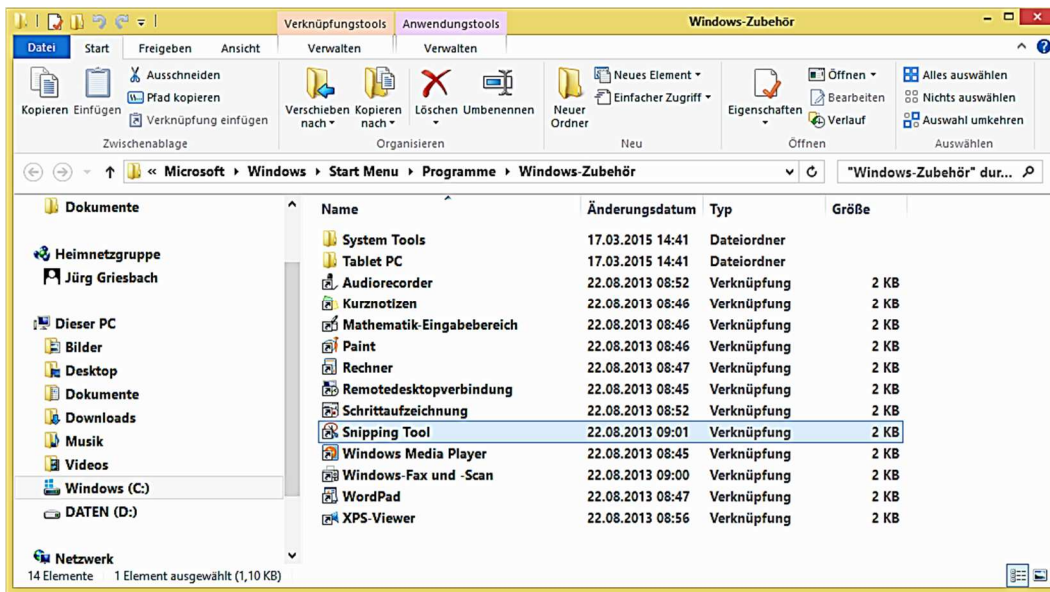 Verknüpfungstools Anwendungstools Windows-Zubehör
Datei Start Freigeben Ansicht Verwalten Verwalten
Kopieren Einfügen
Ausschneiden
Pfad kopieren
Verknüpfung einfügen
Zwischenablage
Verschieben nach
Kopieren nach
Löschen Umbenennen
Organisieren
Neuer Ordner
Neues Element
Einfacher Zugriff
Neu
Eigenschaften
Öffnen
Bearbeiten
Verlauf
Öffnen
Alles auswählen
Nichts auswählen
Auswahl umkehren
Auswählen
« Microsoft Windows Start Menu Programme Windows-Zubehör "Windows-Zubehör" dur...
Dokumente
Heimnetzgruppe
Jürg Griesbach
Dieser PC
Bilder
Desktop
Dokumente
Downloads
Musik
Videos
Windows (C:)
DATEN (D:)
Netzwerk
Name Änderungsdatum Typ Größe
System Tools 17.03.2015 14:41 Dateiordner
Tablet PC 17.03.2015 14:41 Dateiordner
Audiorecorder 22.08.2013 08:52 Verknüpfung 2 KB
Kurznotizen 22.08.2013 08:46 Verknüpfung 2 KB
Mathematik-Eingabebereich 22.08.2013 08:46 Verknüpfung 2 KB
Paint 22.08.2013 08:46 Verknüpfung 2 KB
Rechner 22.08.2013 08:47 Verknüpfung 2 KB
Remotedesktopverbindung 22.08.2013 08:45 Verknüpfung 2 KB
Schrittaufzeichnung 22.08.2013 08:52 Verknüpfung 2 KB
Snipping Tool 22.08.2013 09:01 Verknüpfung 2 KB
Windows Media Player 22.08.2013 08:45 Verknüpfung 2 KB
Windows-Fax und -Scan 22.08.2013 09:00 Verknüpfung 2 KB
WordPad 22.08.2013 08:47 Verknüpfung 2 KB
XPS-Viewer 22.08.2013 08:56 Verknüpfung 2 KB
14 Elemente 1 Element ausgewählt (1,10 KB)